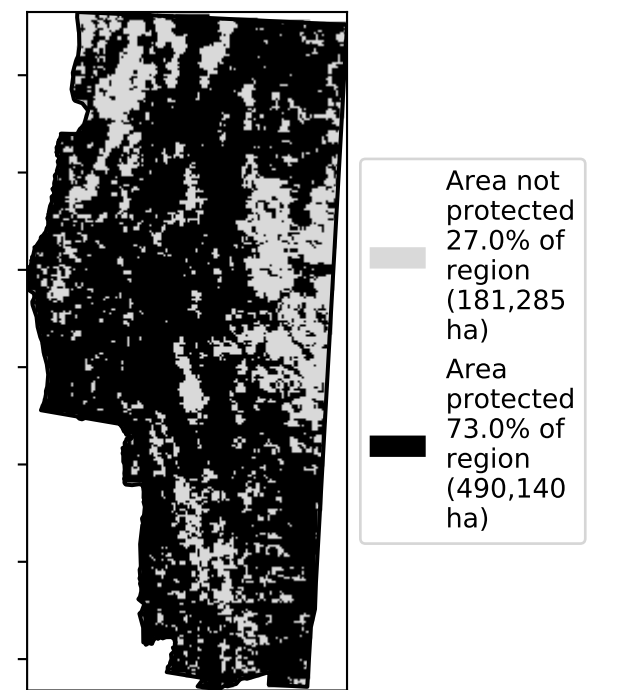 Area not
protected
27.0% of
region
(181,285
ha)
Area
protected
73.0% of
region
(490,140
ha)